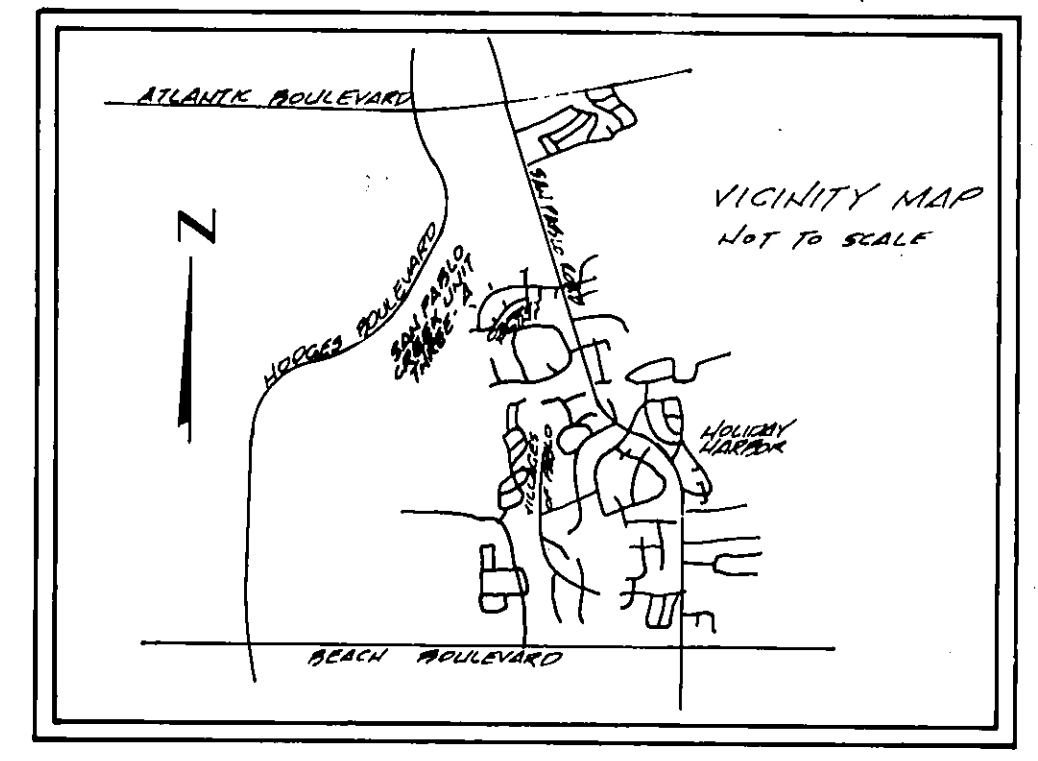 ATLANTIC BOULEVARD
VICINITY MAP
NOT TO SCALE
N
SAN PABLO ROAD
HODGES BOULEVARD
SAN PABLO
CREEK UNIT
THREE-A
HOLIDAY
HARBOR
VILLAGES
OF PABLO
BEACH BOULEVARD